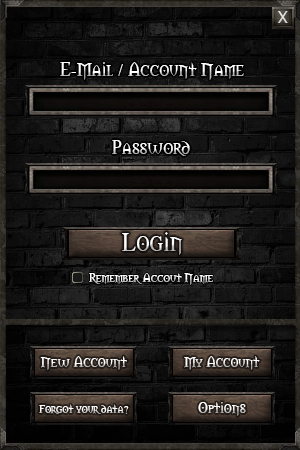 X
E-Mail / Account Name
Password
Login
Remember Accout Name
New Account
My Account
Forgot your data?
Options